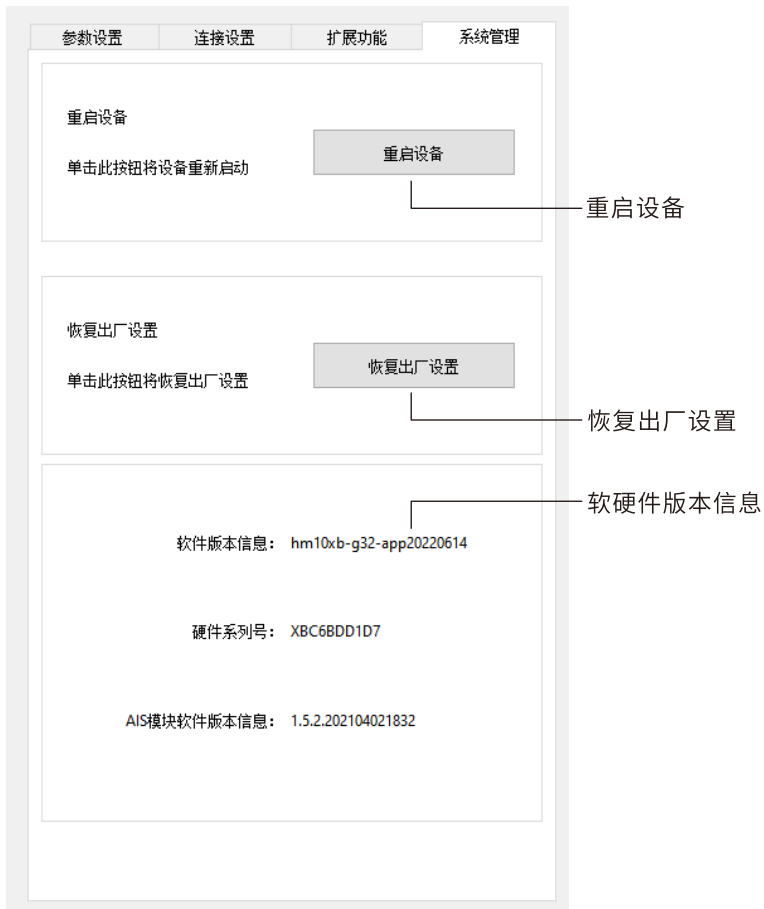 参数设置 连接设置 扩展功能 系统管理
重启设备
重启设备
单击此按钮将设备重新启动
重启设备
恢复出厂设置
恢复出厂设置
单击此按钮将恢复出厂设置
恢复出厂设置
软硬件版本信息
软件版本信息： hm10xb-g32-app20220614
硬件系列号： XBC6BDD1D7
AIS模块软件版本信息： 1.5.2.202104021832